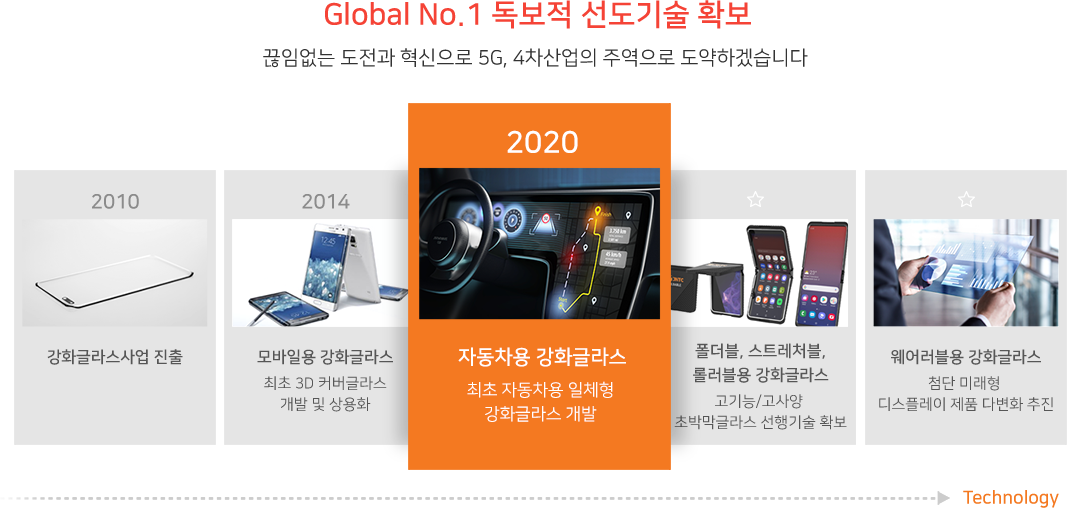 Global No.1 독보적 선도기술 확보
끊임없는 도전과 혁신으로 5G, 4차산업의 주역으로 도약하겠습니다
2010
강화글라스사업 진출
2014
모바일용 강화글라스
최초 3D 커버글라스
개발 및 상용화
2020
자동차용 강화글라스
최초 자동차용 일체형
강화글라스 개발
폴더블, 스트레처블,
롤러블용 강화글라스
고기능/고사양
초박막글라스 선행기술 확보
웨어러블용 강화글라스
첨단 미래형
디스플레이 제품 다변화 추진
Technology